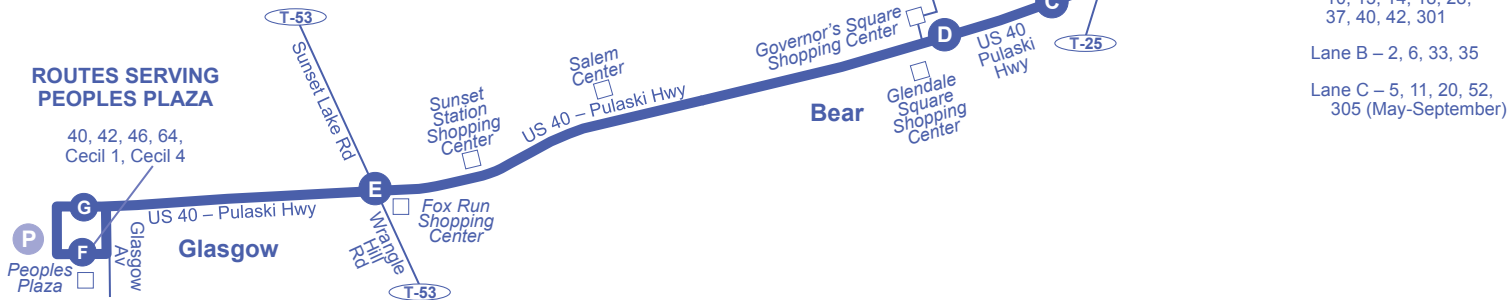 T-53
Sunset Lake Rd
ROUTES SERVING
PEOPLES PLAZA
40, 42, 46, 64,
Cecil 1, Cecil 4
G
F
P
Peoples
Plaza
Glasgow
Av
US 40 – Pulaski Hwy
Glasgow
E
Wrangle
Hill
Rd
T-53
Fox Run
Shopping
Center
Sunset
Station
Shopping
Center
Salem
Center
US 40 – Pulaski Hwy
Governor's Square
Shopping Center
Bear
Glendale
Square
Shopping
Center
D
US 40
Pulaski
Hwy
C
T-25
37, 40, 42, 301
Lane B – 2, 6, 33, 35
Lane C – 5, 11, 20, 52,
305 (May-September)